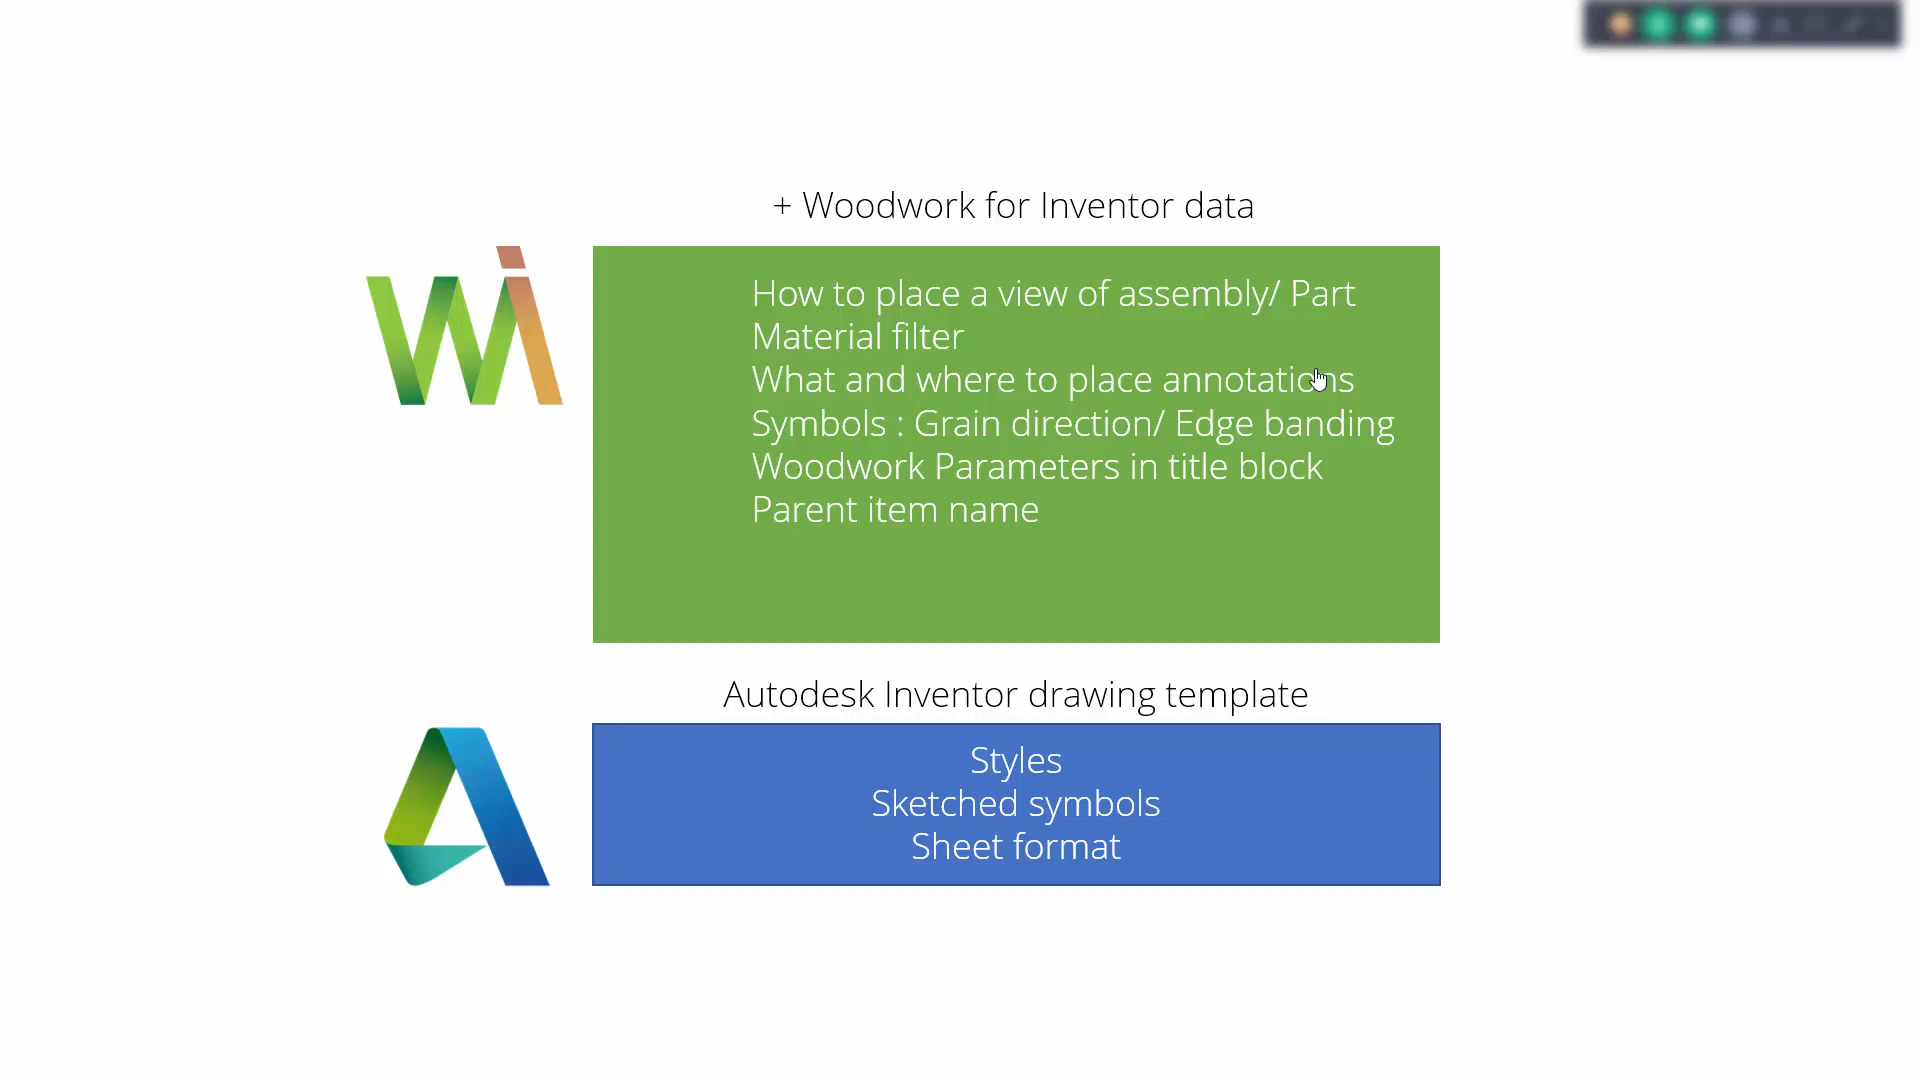 + Woodwork for Inventor data
How to place a view of assembly/ Part
Material filter
What and where to place annotations
Symbols : Grain direction/ Edge banding
Woodwork Parameters in title block
Parent item name
Autodesk Inventor drawing template
Styles
Sketched symbols
Sheet format